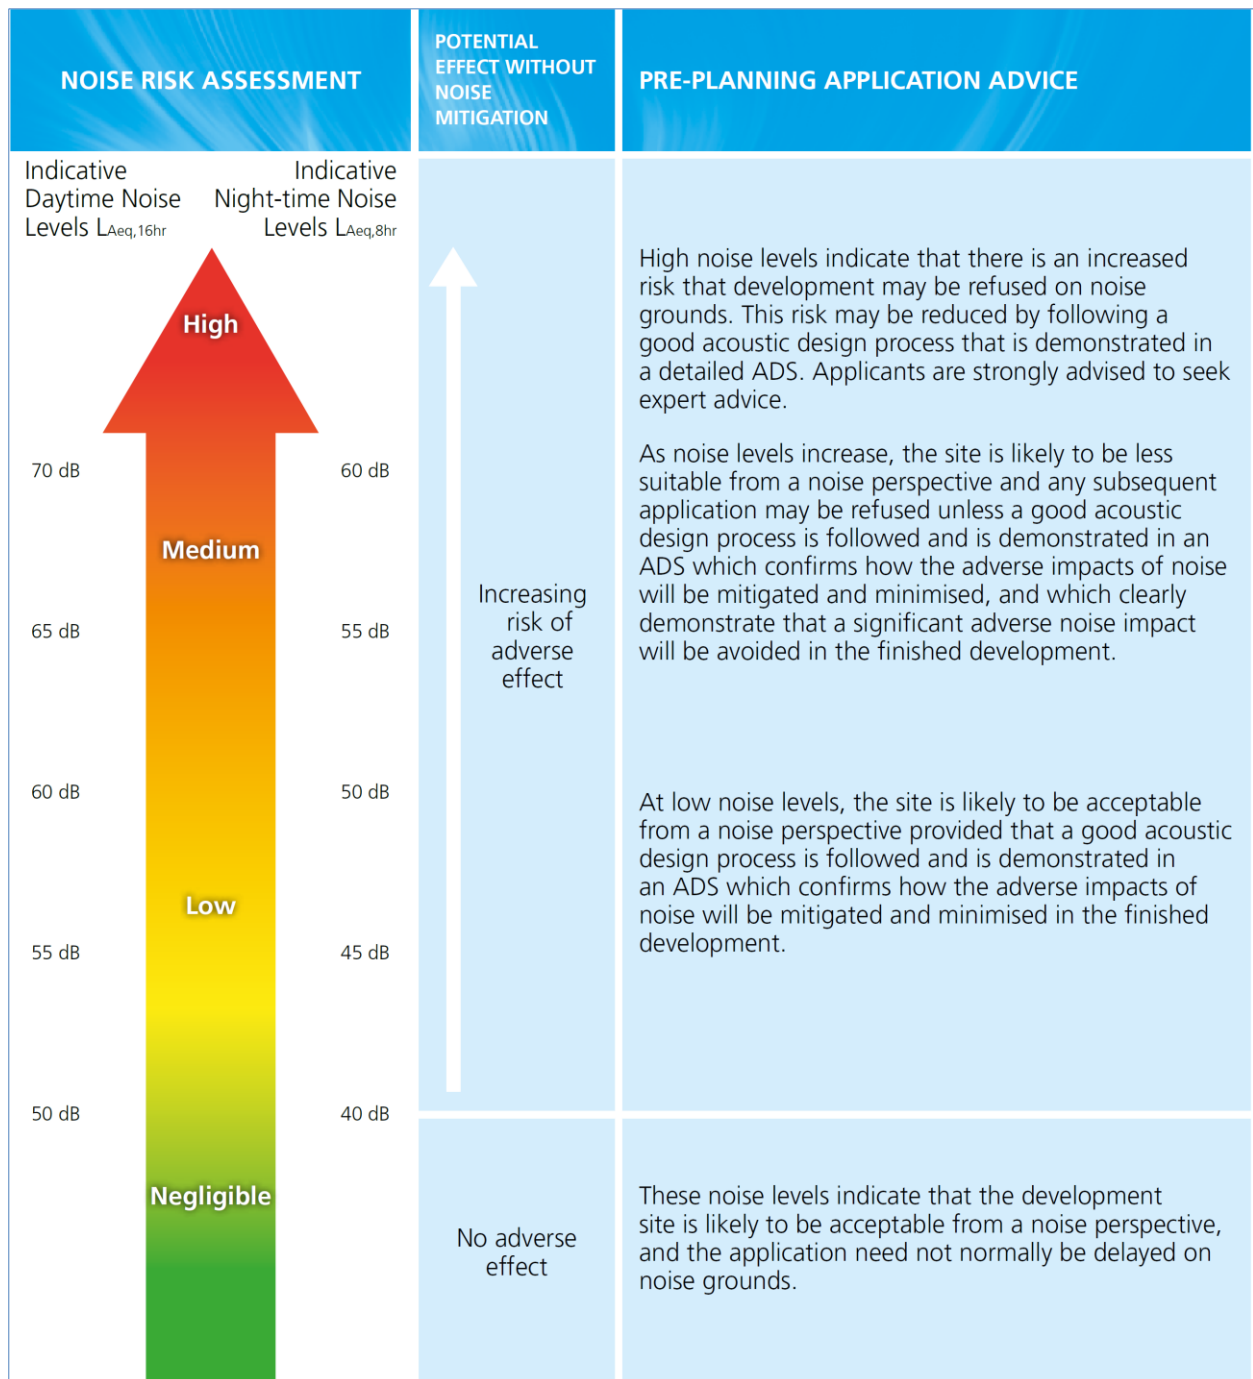 NOISE RISK ASSESSMENT
POTENTIAL
EFFECT WITHOUT
NOISE
MITIGATION
PRE-PLANNING APPLICATION ADVICE
Indicative
Daytime Noise
Levels LAeq,16hr
Indicative
Night-time Noise
Levels LAeq,8hr
High
70 dB
60 dB
Medium
65 dB
55 dB
60 dB
50 dB
Low
55 dB
45 dB
50 dB
40 dB
Negligible
Increasing
risk of
adverse
effect
No adverse
effect
High noise levels indicate that there is an increased
risk that development may be refused on noise
grounds. This risk may be reduced by following a
good acoustic design process that is demonstrated in
a detailed ADS. Applicants are strongly advised to seek
expert advice.
As noise levels increase, the site is likely to be less
suitable from a noise perspective and any subsequent
application may be refused unless a good acoustic
design process is followed and is demonstrated in an
ADS which confirms how the adverse impacts of noise
will be mitigated and minimised, and which clearly
demonstrate that a significant adverse noise impact
will be avoided in the finished development.
At low noise levels, the site is likely to be acceptable
from a noise perspective provided that a good acoustic
design process is followed and is demonstrated in
an ADS which confirms how the adverse impacts of
noise will be mitigated and minimised in the finished
development.
These noise levels indicate that the development
site is likely to be acceptable from a noise perspective,
and the application need not normally be delayed on
noise grounds.